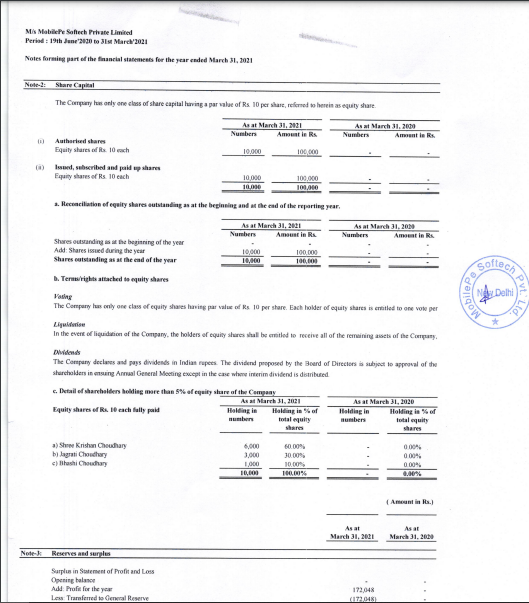 M/s MobilePe Softech Private Limited
Period : 19th June'2020 to 31st March'2021
Notes forming part of the financial statements for the year ended March 31, 2021
Note-2: Share Capital
The Company has only one class of share capital having a par value of Rs. 10 per share, referred to herein as equity share
As at March 31, 2021 As at March 31, 2020
Numbers Amount in Rs. Numbers Amount in Rs.
(i) Authorised shares
Equity shares of Rs. 10 each 10,000 100,000 - -
(ii) Issued, subscribed and paid up shares
Equity shares of Rs. 10 each 10,000 100,000 - -
10,000 100,000 - -
a. Reconciliation of equity shares outstanding as at the beginning and at the end of the reporting year.
As at March 31, 2021 As at March 31, 2020
Numbers Amount in Rs. Numbers Amount in Rs.
Shares outstanding as at the beginning of the year - - - -
Add: Shares issued during the year 10,000 100,000 - -
Shares outstanding as at the end of the year 10,000 100,000 - -
b. Terms/rights attached to equity shares
Voting
The Company has only one class of equity shares having par value of Rs. 10 per share. Each holder of equity shares is entitled to one vote per
Liquidation
In the event of liquidation of the Company, the holders of equity shares shall be entitled to receive all of the remaining assets of the Company,
Dividends
The Company declares and pays dividends in Indian rupees. The dividend proposed by the Board of Directors is subject to approval of the
shareholders in ensuing Annual General Meeting except in the case where interim dividend is distributed.
c. Detail of shareholders holding more than 5% of equity share of the Company
As at March 31, 2021 As at March 31, 2020
Equity shares of Rs. 10 each fully paid Holding in Holding in % of Holding in Holding in % of
numbers total equity numbers total equity
shares shares
a) Shree Krishan Choudhary 6,000 60.00% - 0.00%
b) Jagrati Choudhary 3,000 30.00% - 0.00%
c) Bhashi Choudhary 1,000 10.00% - 0.00%
10,000 100.00% - 0.00%
( Amount in Rs.)
As at As at
March 31, 2021 March 31, 2020
Note-3: Reserves and surplus
Surplus in Statement of Profit and Loss
Opening balance - -
Add: Profit for the year 172,048 -
Less: Transferred to General Reserve (172,048) -
MobilePe Softech Pvt. Ltd.
New Delhi